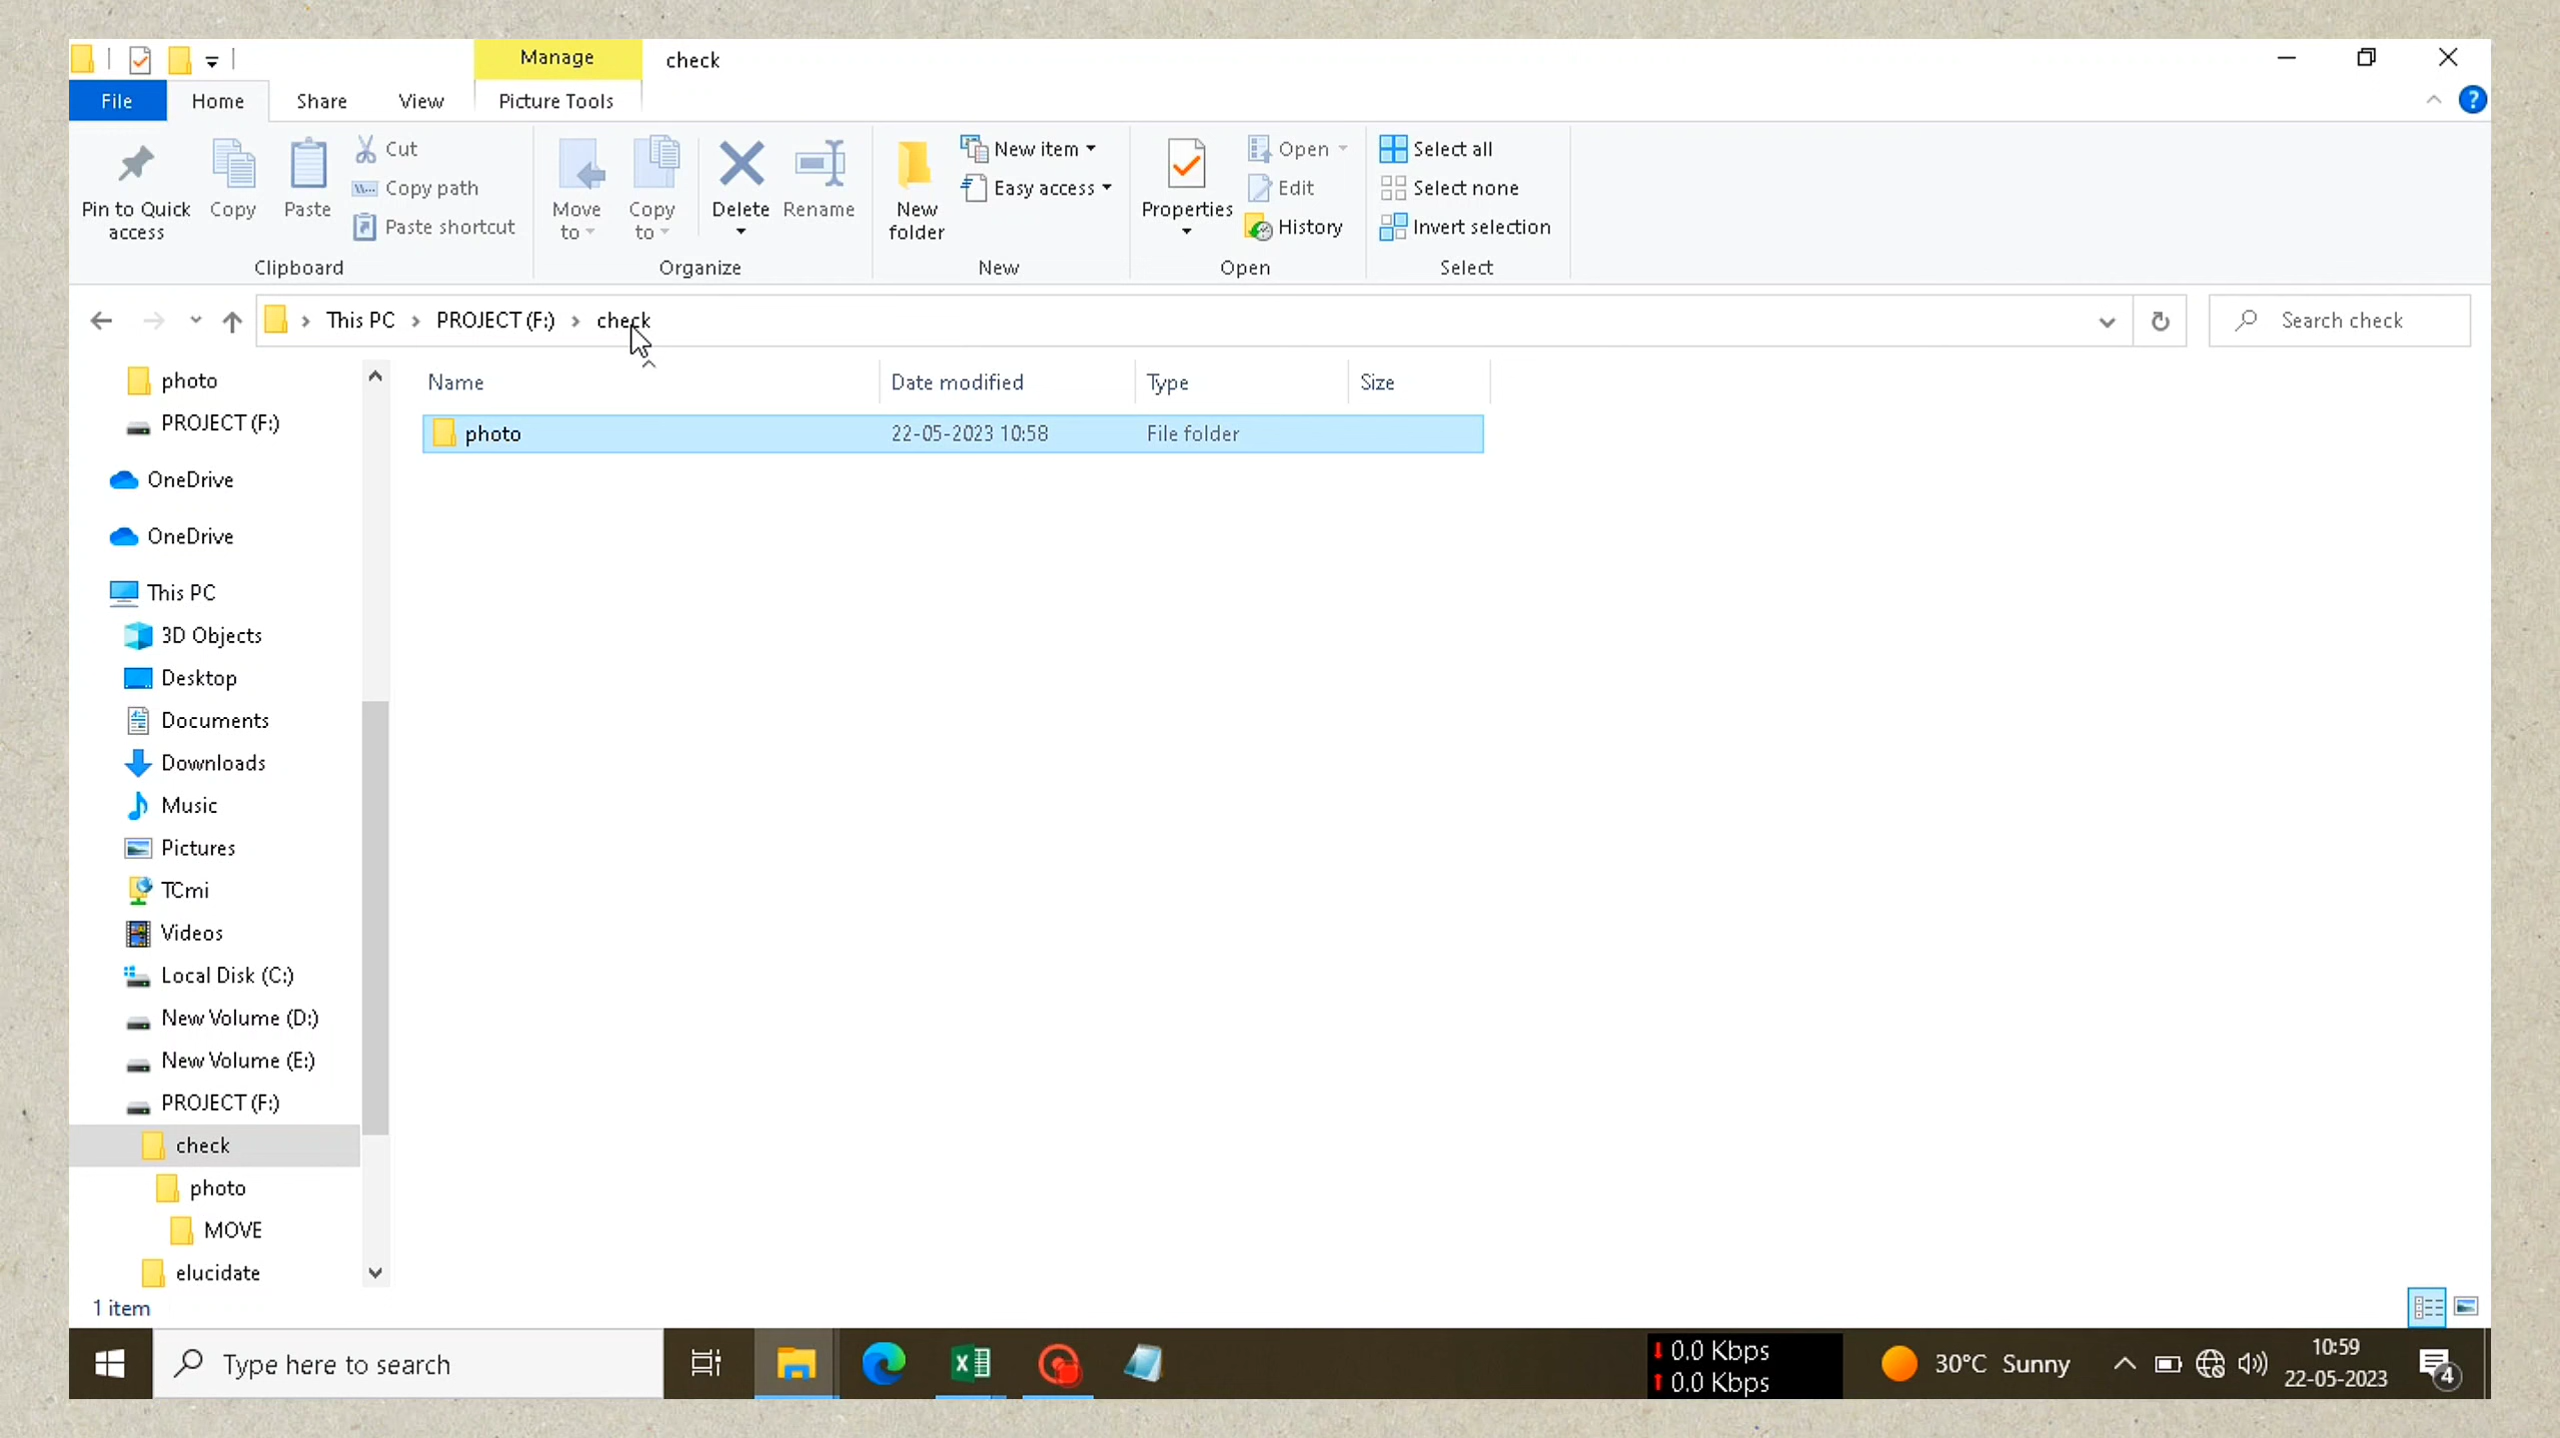 Manage
check
File
Home
Share
View
Picture Tools
Pin to Quick access
Copy
Paste
Cut
Copy path
Paste shortcut
Clipboard
Move to
Copy to
Delete
Rename
Organize
New folder
New item
Easy access
New
Properties
Open
Edit
History
Open
Select all
Select none
Invert selection
Select
This PC > PROJECT (F:) > check
Search check
Name
Date modified
Type
Size
photo
22-05-2023 10:58
File folder
photo
PROJECT (F:)
OneDrive
OneDrive
This PC
3D Objects
Desktop
Documents
Downloads
Music
Pictures
TCmi
Videos
Local Disk (C:)
New Volume (D:)
New Volume (E:)
PROJECT (F:)
check
photo
MOVE
elucidate
1 item
Type here to search
0.0 Kbps
0.0 Kbps
30°C Sunny
10:59
22-05-2023
4